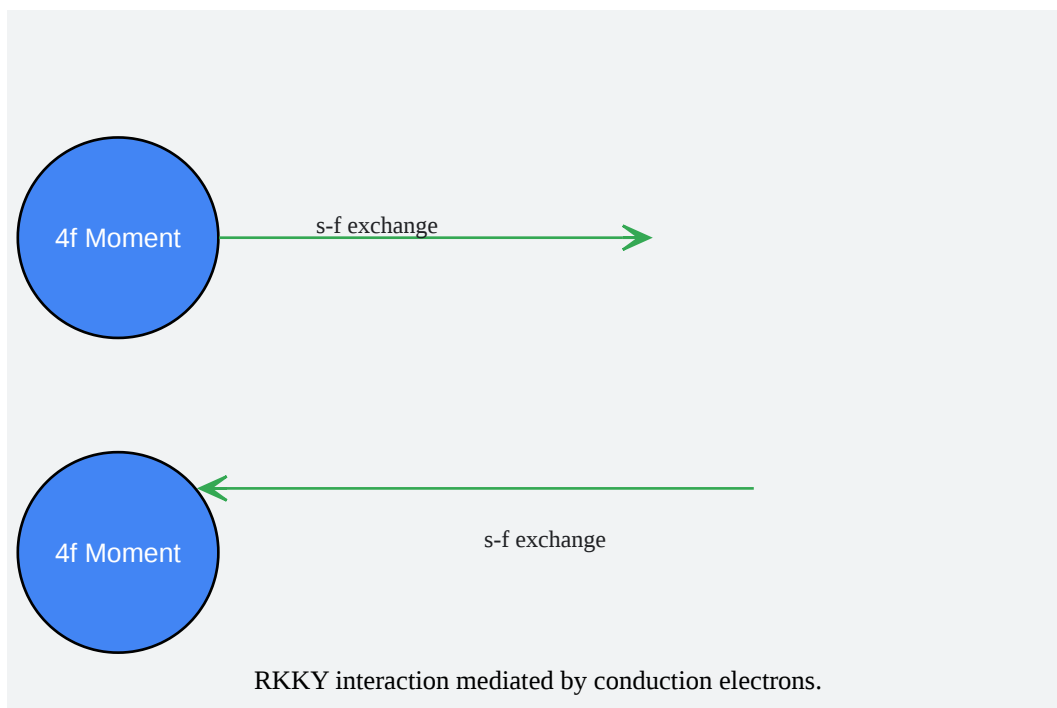 4f Moment
s-f exchange
4f Moment
s-f exchange
RKKY interaction mediated by conduction electrons.